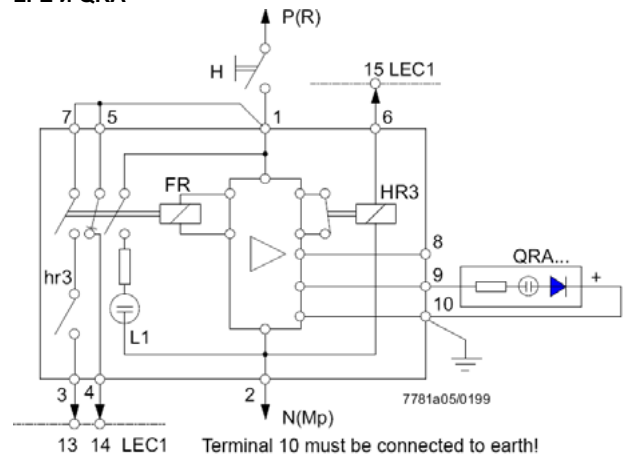 P(R)
H
15 LEC1
7
5
1
6
FR
HR3
8
9
QRA...
+
10
hr3
L1
3
4
2
7781a05/0199
N(Mp)
13 14 LEC1
Terminal 10 must be connected to earth!